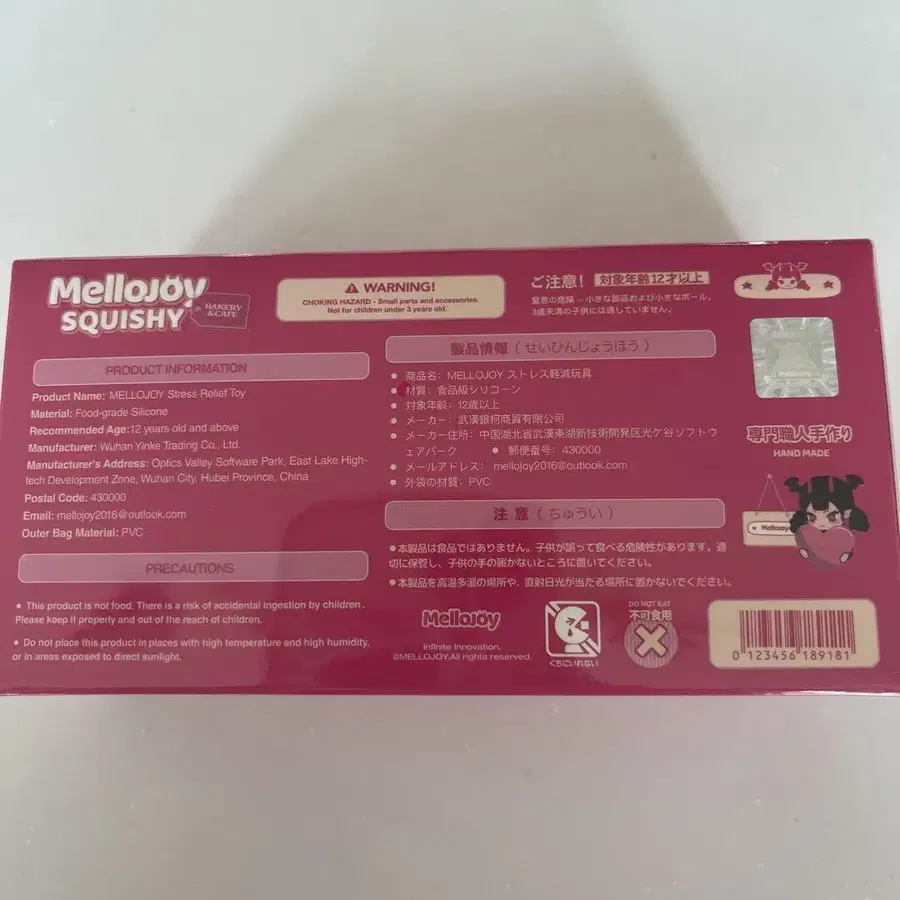 Mellojoy
SQUISHY
BAKERY
&CAFE
⚠ WARNING!
CHOKING HAZARD - Small parts and accessories.
Not for children under 3 years old.
ご注意! 対象年齢12才以上
窒息の危険 – 小さな部品および小さなボール。
3歳未満の子供には適していません。
PRODUCT INFORMATION
Product Name: MELLOJOY Stress Relief Toy
Material: Food-grade Silicone
Recommended Age:12 years old and above
Manufacturer: Wuhan Yinke Trading Co., Ltd.
Manufacturer's Address: Optics Valley Software Park, East Lake High-
tech Development Zone, Wuhan City, Hubei Province, China
Postal Code: 430000
Email: mellojoy2016@outlook.com
Outer Bag Material: PVC
PRECAUTIONS
• This product is not food. There is a risk of accidental ingestion by children.
Please keep it properly and out of the reach of children.
• Do not place this product in places with high temperature and high humidity,
or in areas exposed to direct sunlight.
製品情報(せいひんじょうほう)
• 商品名: MELLOJOY ストレス軽減玩具
• 材質: 食品級シリコーン
• 対象年齢: 12歳以上
• メーカー: 武漢銀柯商貿有限公司
• メーカー住所: 中国湖北省武漢東湖新技術開発区光ケ谷ソフトウ
ェアパーク • 郵便番号: 430000
• メールアドレス: mellojoy2016@outlook.com
• 外袋の材質: PVC
注意(ちゅうい)
•本製品は食品ではありません。子供が誤って食べる危険性があります。適
切に保管し、子供の手の届かないところに置いてください。
•本製品を高温多湿の場所や、直射日光が当たる場所に置かないでください。
Mellojoy
Infinite Innovation.
@MELLOJOY.All rights reserved.
くちにいれない
DO NOT EAT
不可食用
専門職人手作り
HAND MADE
Mellojoy
0 123456 189181